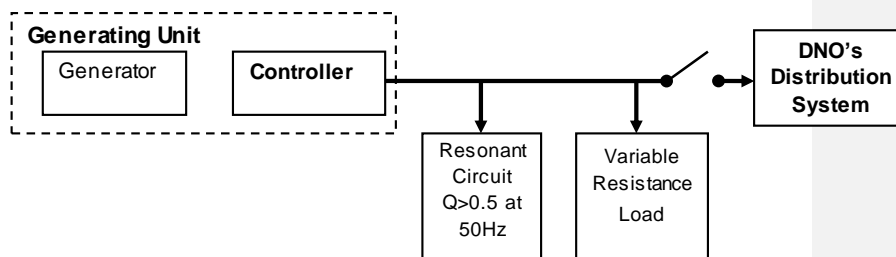 Generating Unit
Generator
Controller
DNO's
Distribution
System
Resonant
Circuit
Q>0.5 at
50Hz
Variable
Resistance
Load